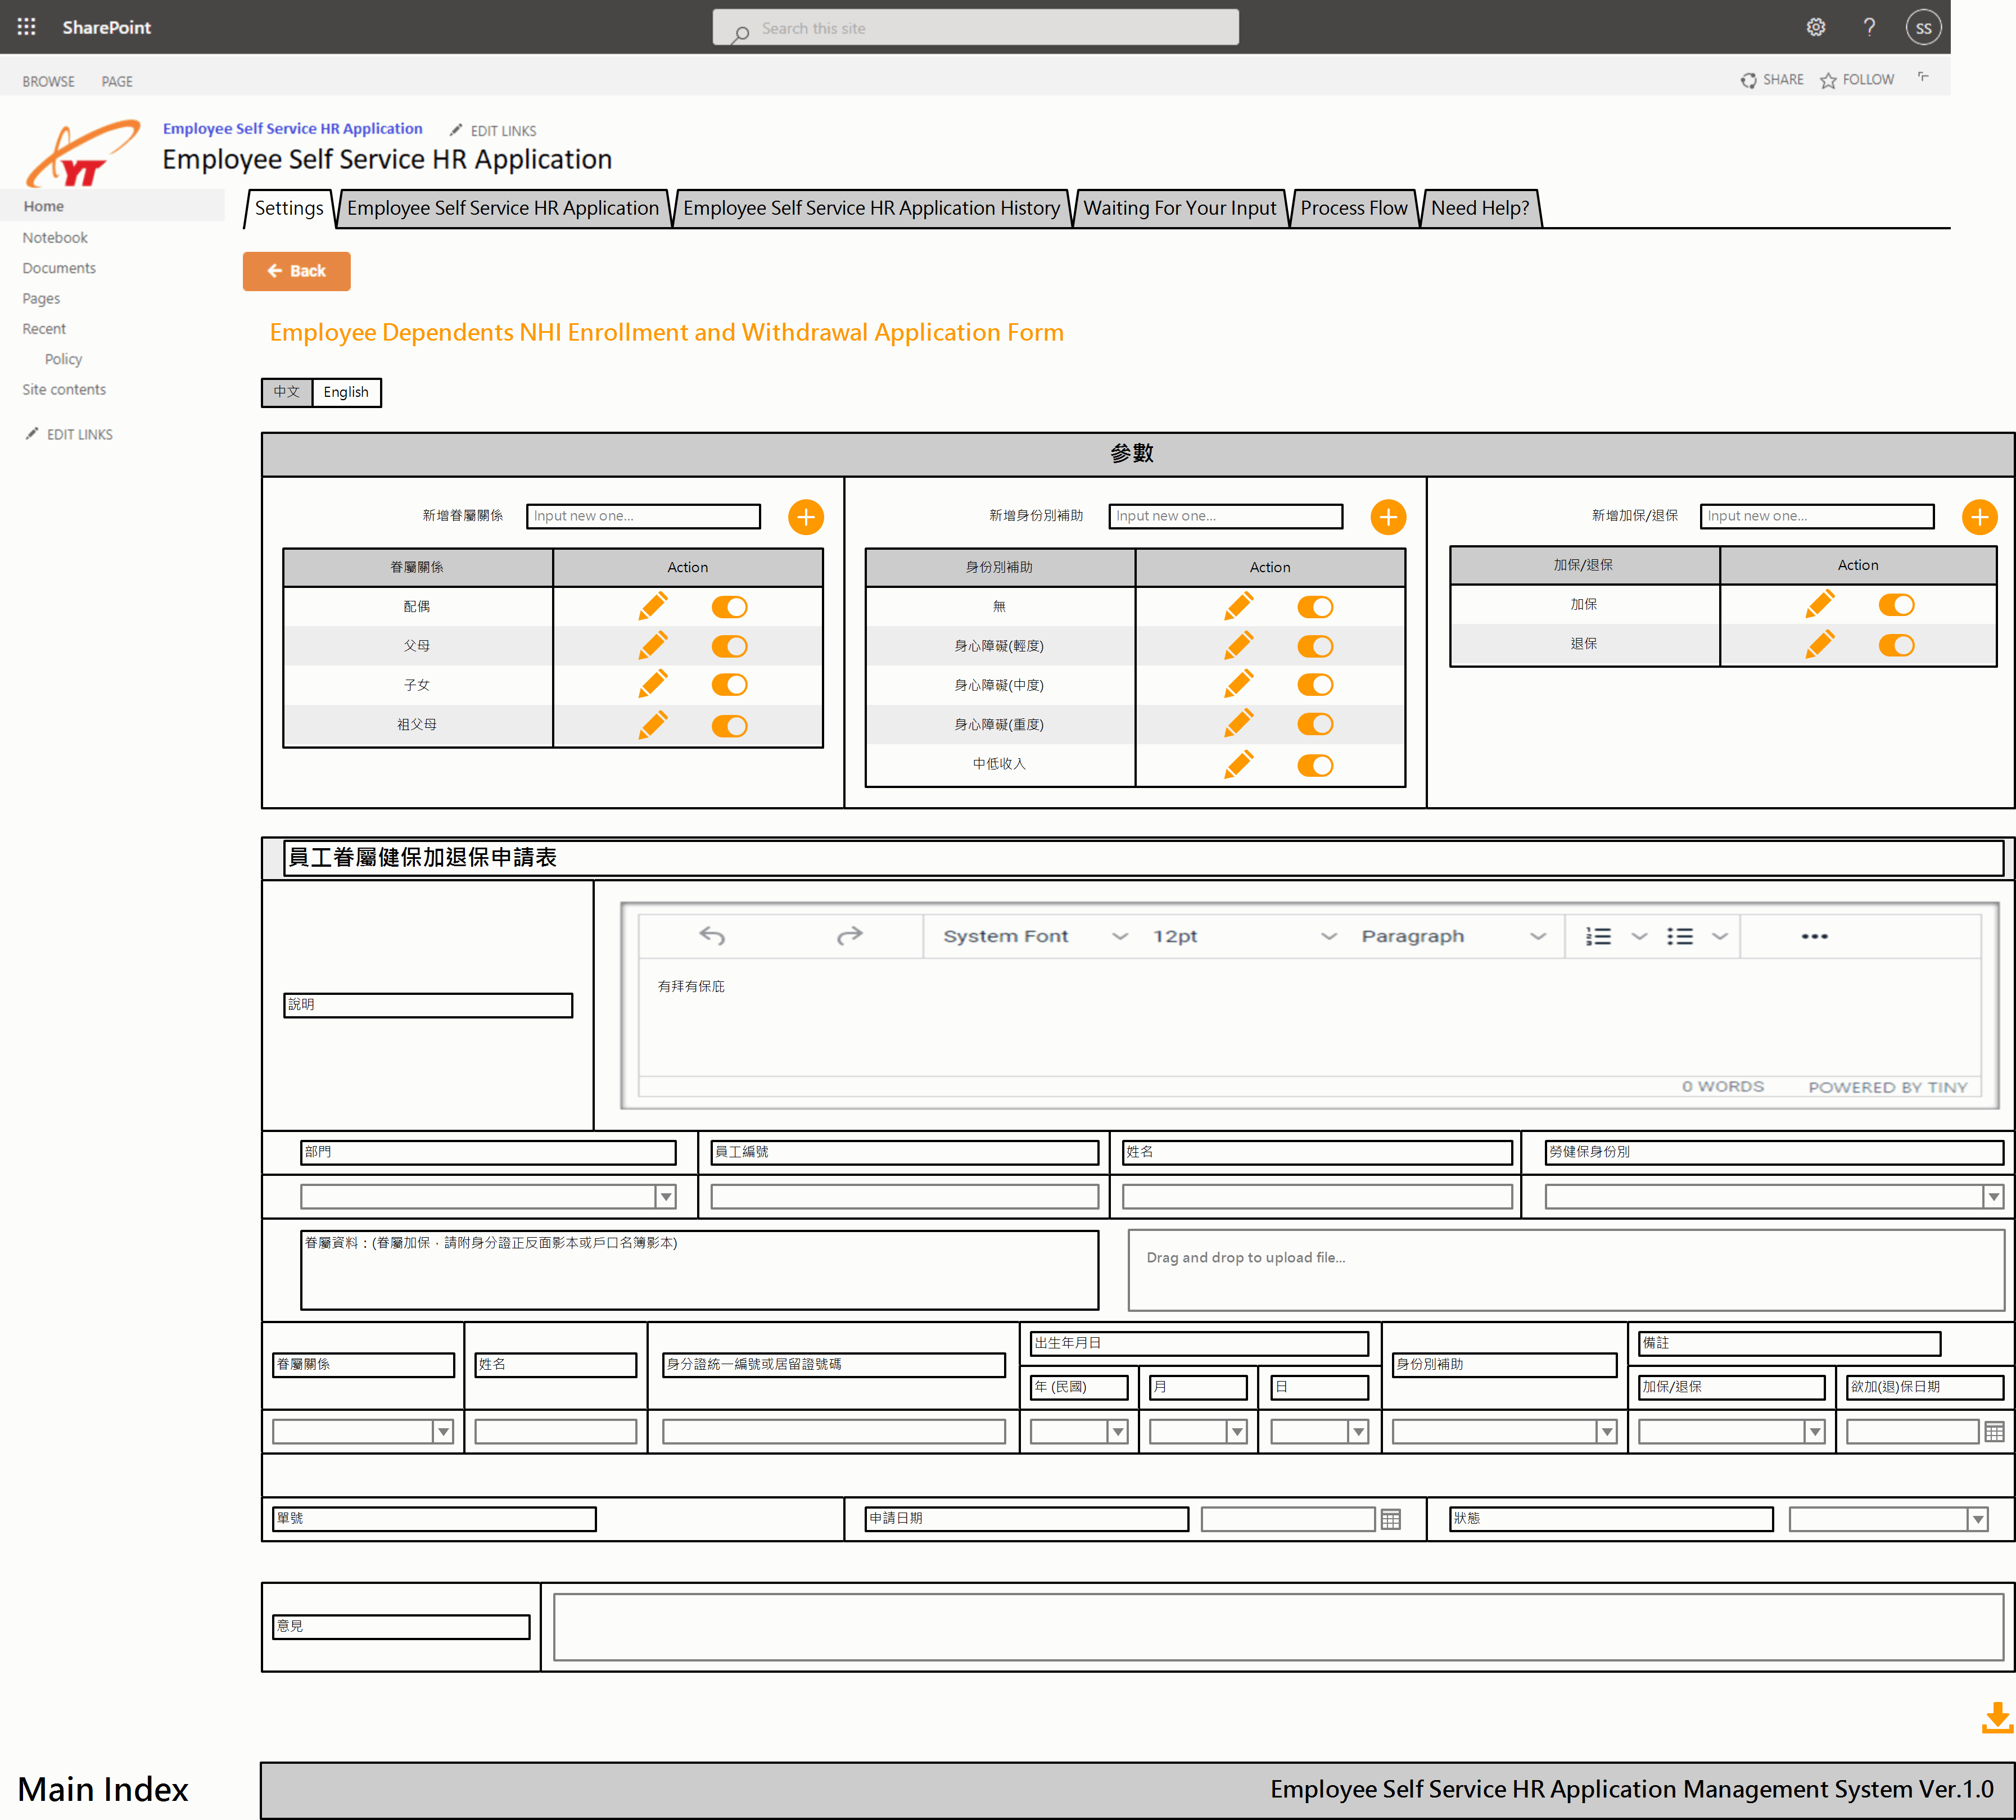 SharePoint
Search this site
SS
BROWSE PAGE
SHARE FOLLOW
YT
Employee Self Service HR Application EDIT LINKS
Employee Self Service HR Application
Home
Notebook
Documents
Pages
Recent
Policy
Site contents
EDIT LINKS
Settings Employee Self Service HR Application Employee Self Service HR Application History Waiting For Your Input Process Flow Need Help?
Back
Employee Dependents NHI Enrollment and Withdrawal Application Form
中文 English
參數
新增眷屬關係 Input new one...
眷屬關係 Action
配偶
父母
子女
祖父母
新增身份別補助 Input new one...
身份別補助 Action
無
身心障礙(輕度)
身心障礙(中度)
身心障礙(重度)
中低收入
新增加保/退保 Input new one...
加保/退保 Action
加保
退保
員工眷屬健保加退保申請表
說明
System Font 12pt Paragraph
有拜有保庇
0 WORDS POWERED BY TINY
部門 員工編號 姓名 勞健保身份別
眷屬資料：(眷屬加保，請附身分證正反面影本或戶口名簿影本)
Drag and drop to upload file...
眷屬關係 姓名 身分證統一編號或居留證號碼 出生年月日 身份別補助 備註
年 (民國) 月 日 加保/退保 欲加(退)保日期
單號 申請日期 狀態
意見
Main Index
Employee Self Service HR Application Management System Ver.1.0